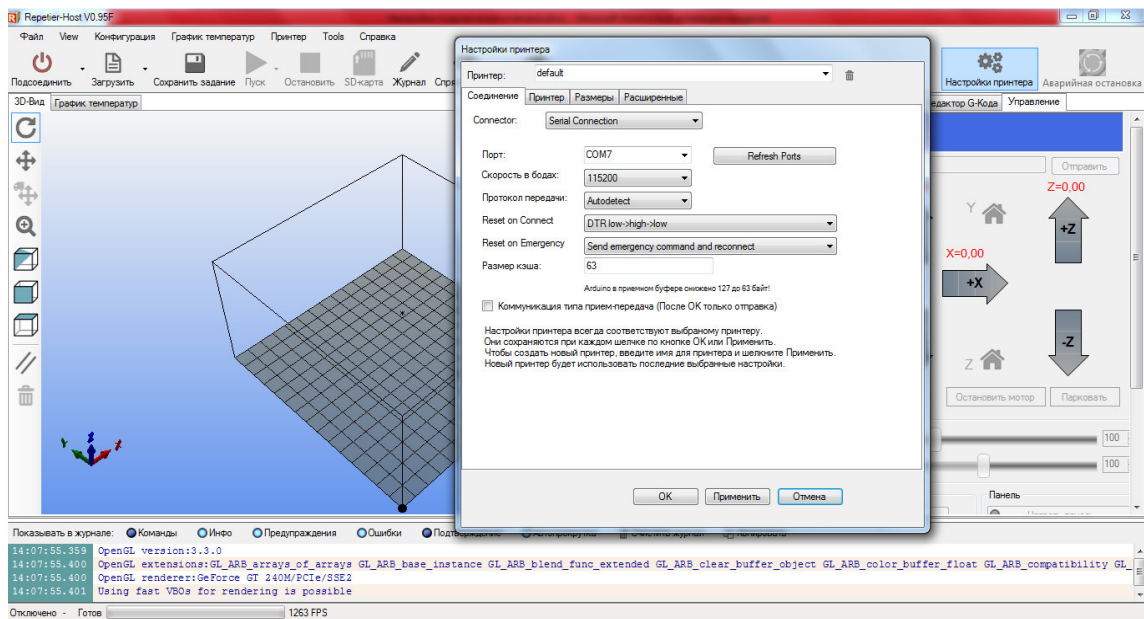 Repetier-Host V0.95F
Файл View Конфигурация График температур Принтер Tools Справка
Подсоединить Загрузить Сохранить задание Пуск Остановить SD-карта Журнал Настройки принтера Аварийная остановка
3D-Вид График температур
G-Кода Управление
Отправить
Y
Z=0,00
+Z
X=0,00
+X
-Z
Z
Остановить мотор Парковать
100
100
Панель
Настройки принтера
Принтер: default
Соединение Принтер Размеры Расширенные
Connector: Serial Connection
Порт: COM7 Refresh Ports
Скорость в бодах: 115200
Протокол передачи: Autodetect
Reset on Connect DTR low->high->low
Reset on Emergency Send emergency command and reconnect
Размер кэша: 63
Arduino в приемном буфере снижено 127 до 63 байт!
Коммуникация типа прием-передача (После ОК только отправка)
Настройки принтера всегда соответствуют выбраному принтеру.
Они сохраняются при каждом шелчке по кнопке ОК или Применить.
Чтобы создать новый принтер, введите имя для принтера и шелкните Применить.
Новый принтер будет использовать последние выбранные настройки.
OK Применить Отмена
Показывать в журнале: Команды Инфо Предупреждения Ошибки
14:07:55.359 OpenGL version:3.3.0
14:07:55.400 OpenGL extensions:GL_ARB_arrays_of_arrays GL_ARB_base_instance GL_ARB_blend_func_extended GL_ARB_clear_buffer_object GL_ARB_color_buffer_float GL_ARB_compatibility GL_
14:07:55.400 OpenGL renderer:GeForce GT 240M/PCIe/SSE2
14:07:55.401 Using fast VBOs for rendering is possible
Отключено - Готов 1263 FPS